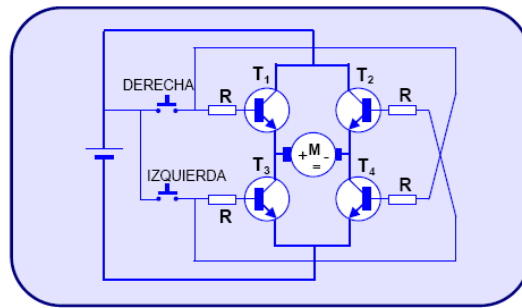 T1 T2
DERECHA
R R
+ M -
=
T3 T4
IZQUIERDA
R R